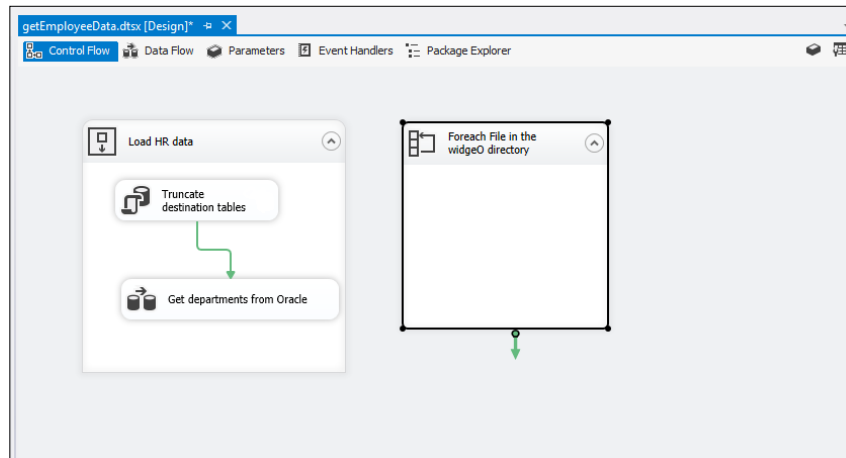 getEmployeeData.dtsx [Design]*
Control Flow Data Flow Parameters Event Handlers Package Explorer
Load HR data
Truncate
destination tables
Get departments from Oracle
Foreach File in the
widgeO directory